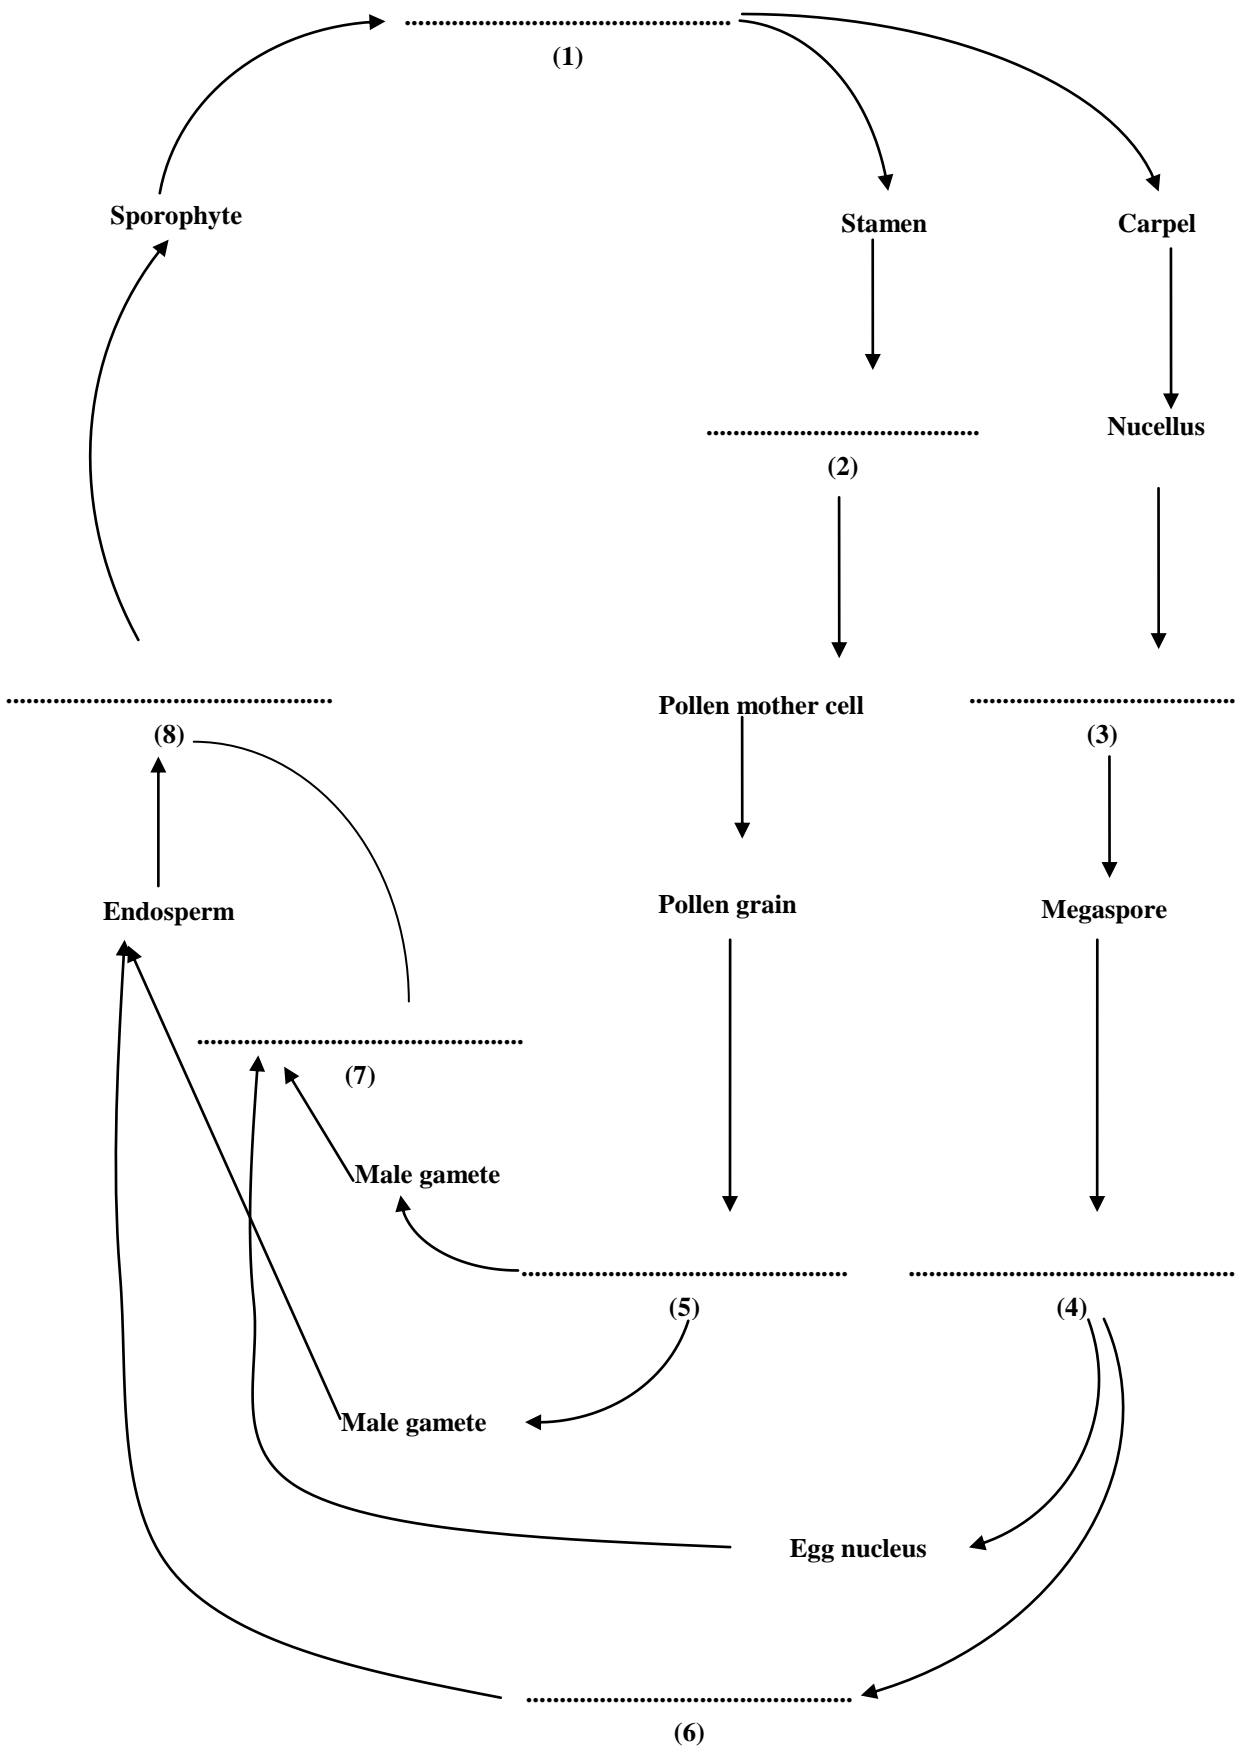 ........................................
(1)
Sporophyte
Stamen
Carpel
........................................
(2)
Nucellus
Pollen mother cell
........................................
(3)
........................................
(8)
Endosperm
Pollen grain
Megaspore
........................................
(7)
Male gamete
........................................
(5)
........................................
(4)
Male gamete
Egg nucleus
........................................
(6)